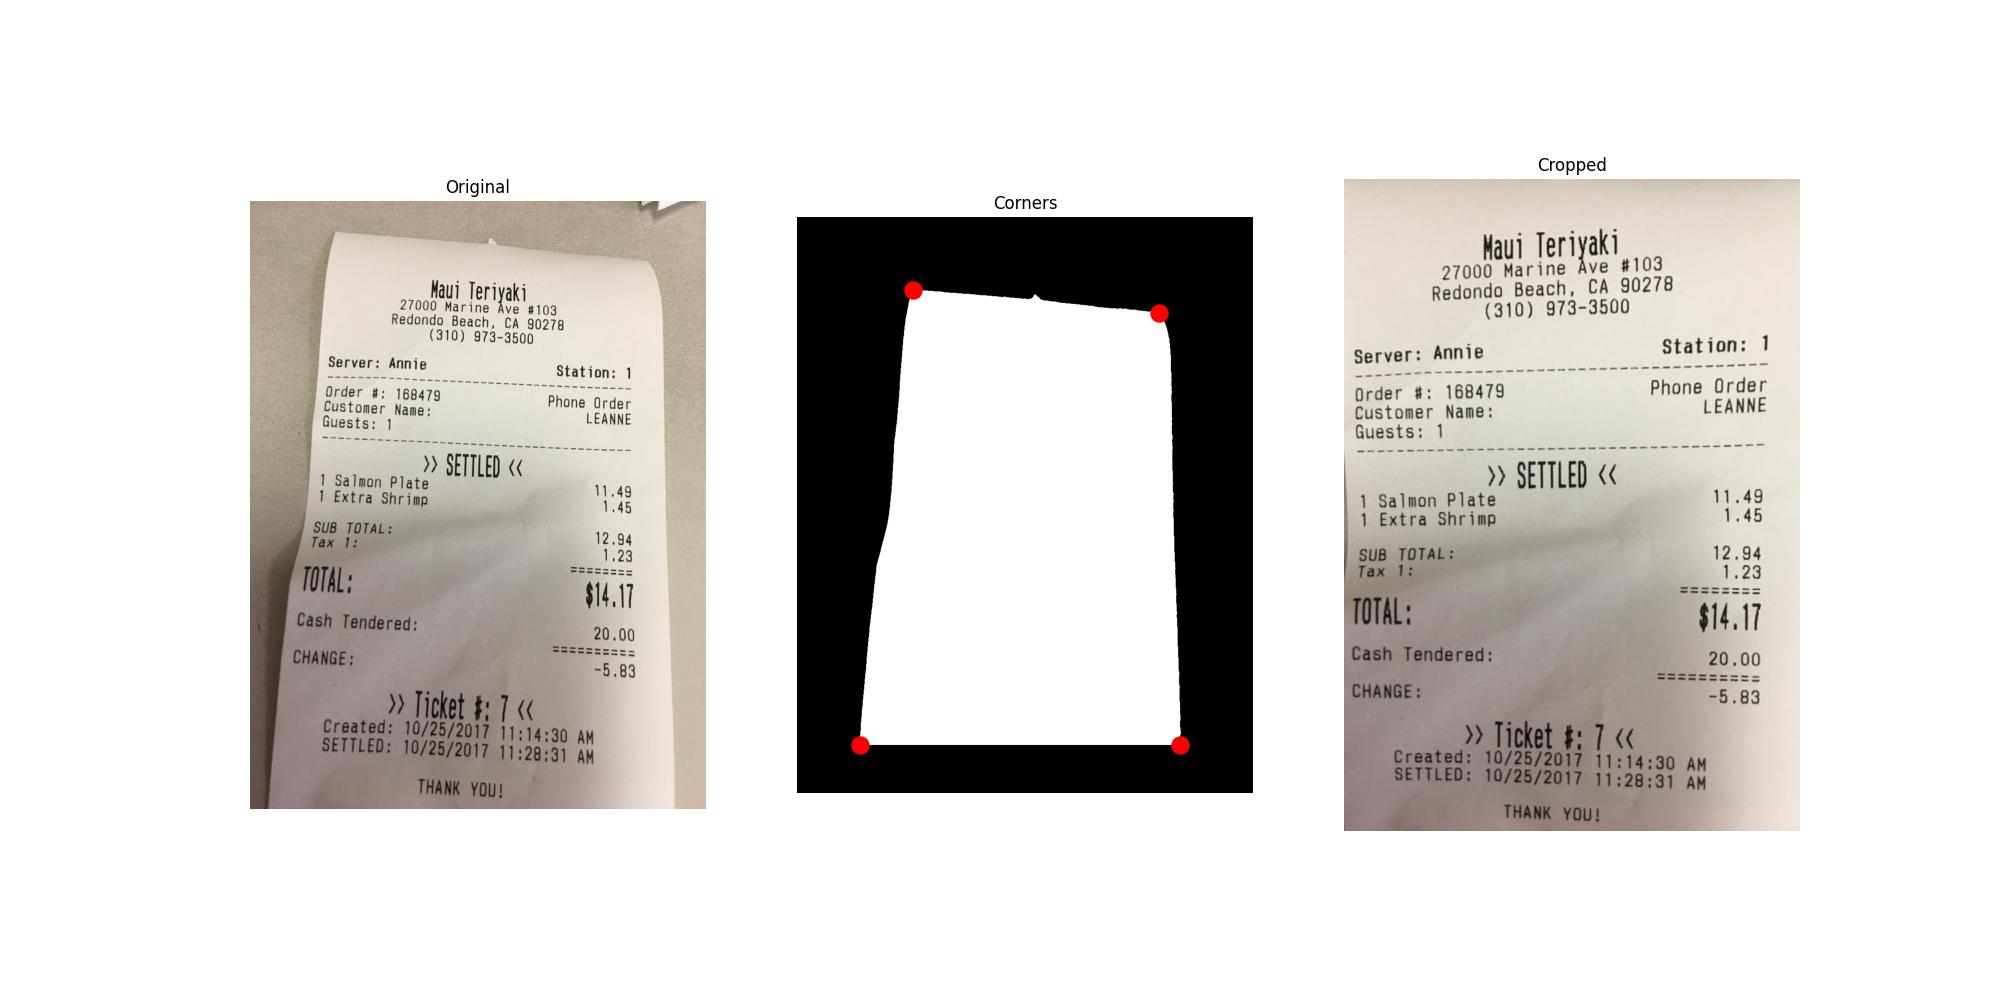 Original
Maui Teriyaki
27000 Marine Ave #103
Redondo Beach, CA 90278
(310) 973-3500
Server: Annie Station: 1
--------------------------------
Order #: 168479 Phone Order
Customer Name: LEANNE
Guests: 1
--------------------------------
>> SETTLED <<
1 Salmon Plate 11.49
1 Extra Shrimp 1.45
SUB TOTAL: 12.94
Tax 1: 1.23
========
TOTAL: $14.17
Cash Tendered: 20.00
==========
CHANGE: -5.83
>> Ticket #: 7 <<
Created: 10/25/2017 11:14:30 AM
SETTLED: 10/25/2017 11:28:31 AM
THANK YOU!
Corners
Cropped
Maui Teriyaki
27000 Marine Ave #103
Redondo Beach, CA 90278
(310) 973-3500
Server: Annie Station: 1
--------------------------------
Order #: 168479 Phone Order
Customer Name: LEANNE
Guests: 1
--------------------------------
>> SETTLED <<
1 Salmon Plate 11.49
1 Extra Shrimp 1.45
SUB TOTAL: 12.94
Tax 1: 1.23
========
TOTAL: $14.17
Cash Tendered: 20.00
==========
CHANGE: -5.83
>> Ticket #: 7 <<
Created: 10/25/2017 11:14:30 AM
SETTLED: 10/25/2017 11:28:31 AM
THANK YOU!